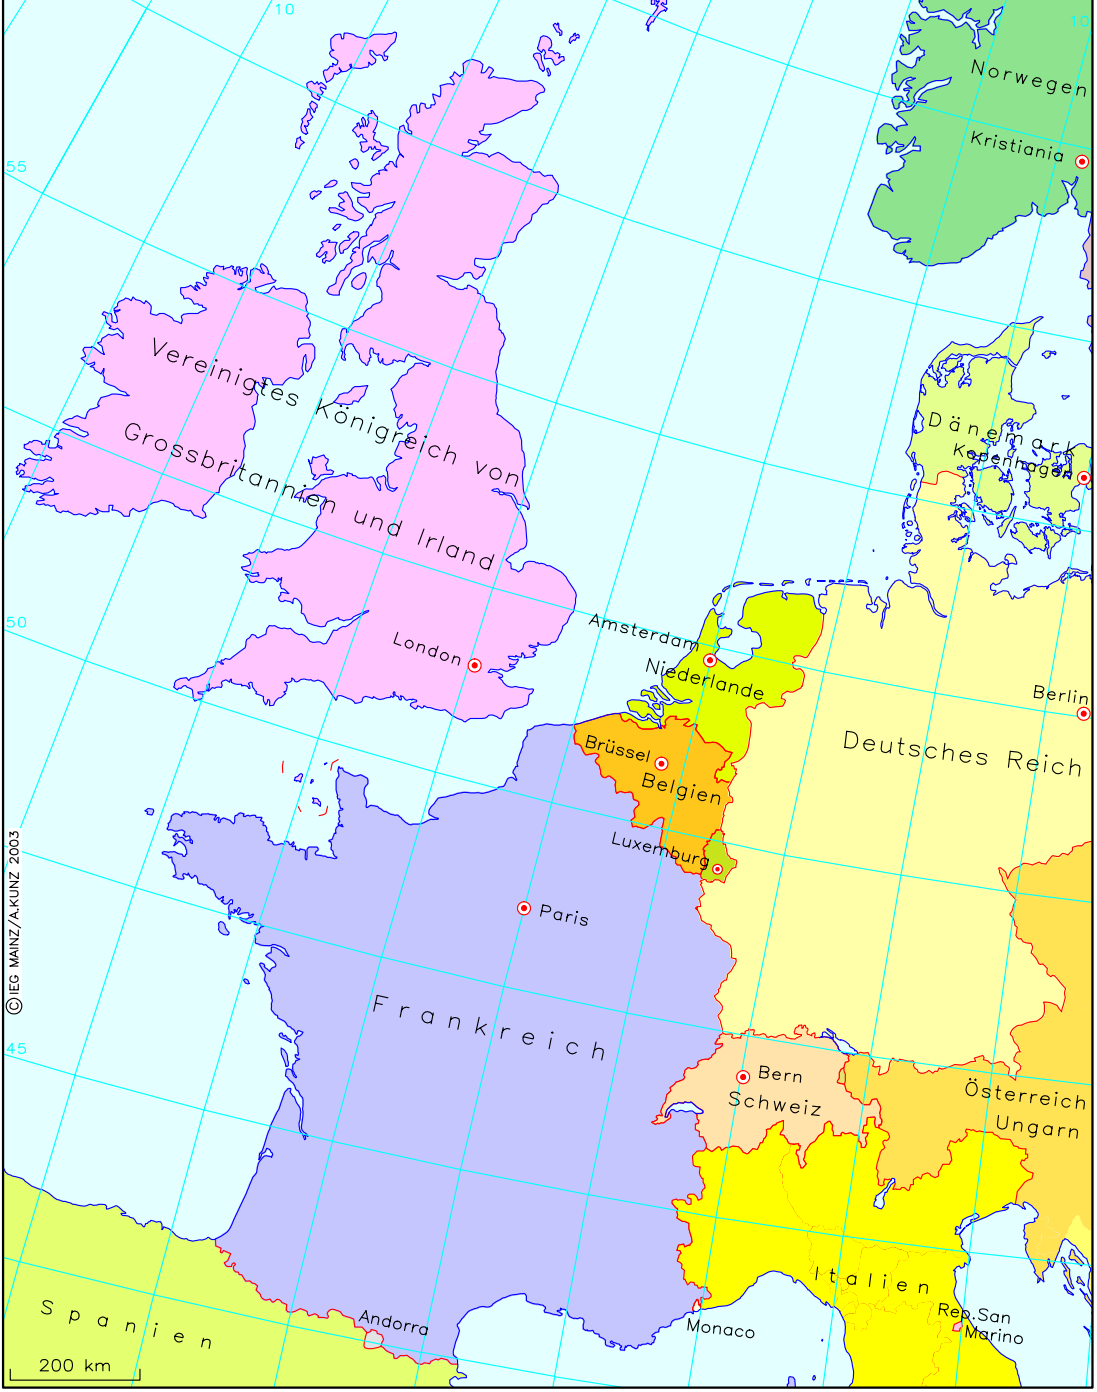 10
10
Norwegen
Kristiania
55
Vereinigtes Königreich von
Grossbritannien und Irland
Dänemark
Kopenhagen
50
London
Amsterdam
Niederlande
Berlin
Deutsches Reich
Brüssel
Belgien
Luxemburg
©IEG MAINZ/A.KUNZ 2003
Paris
Frankreich
45
Bern
Schweiz
Österreich
Ungarn
Italien
Spanien
Andorra
Monaco
Rep.San
Marino
200 km